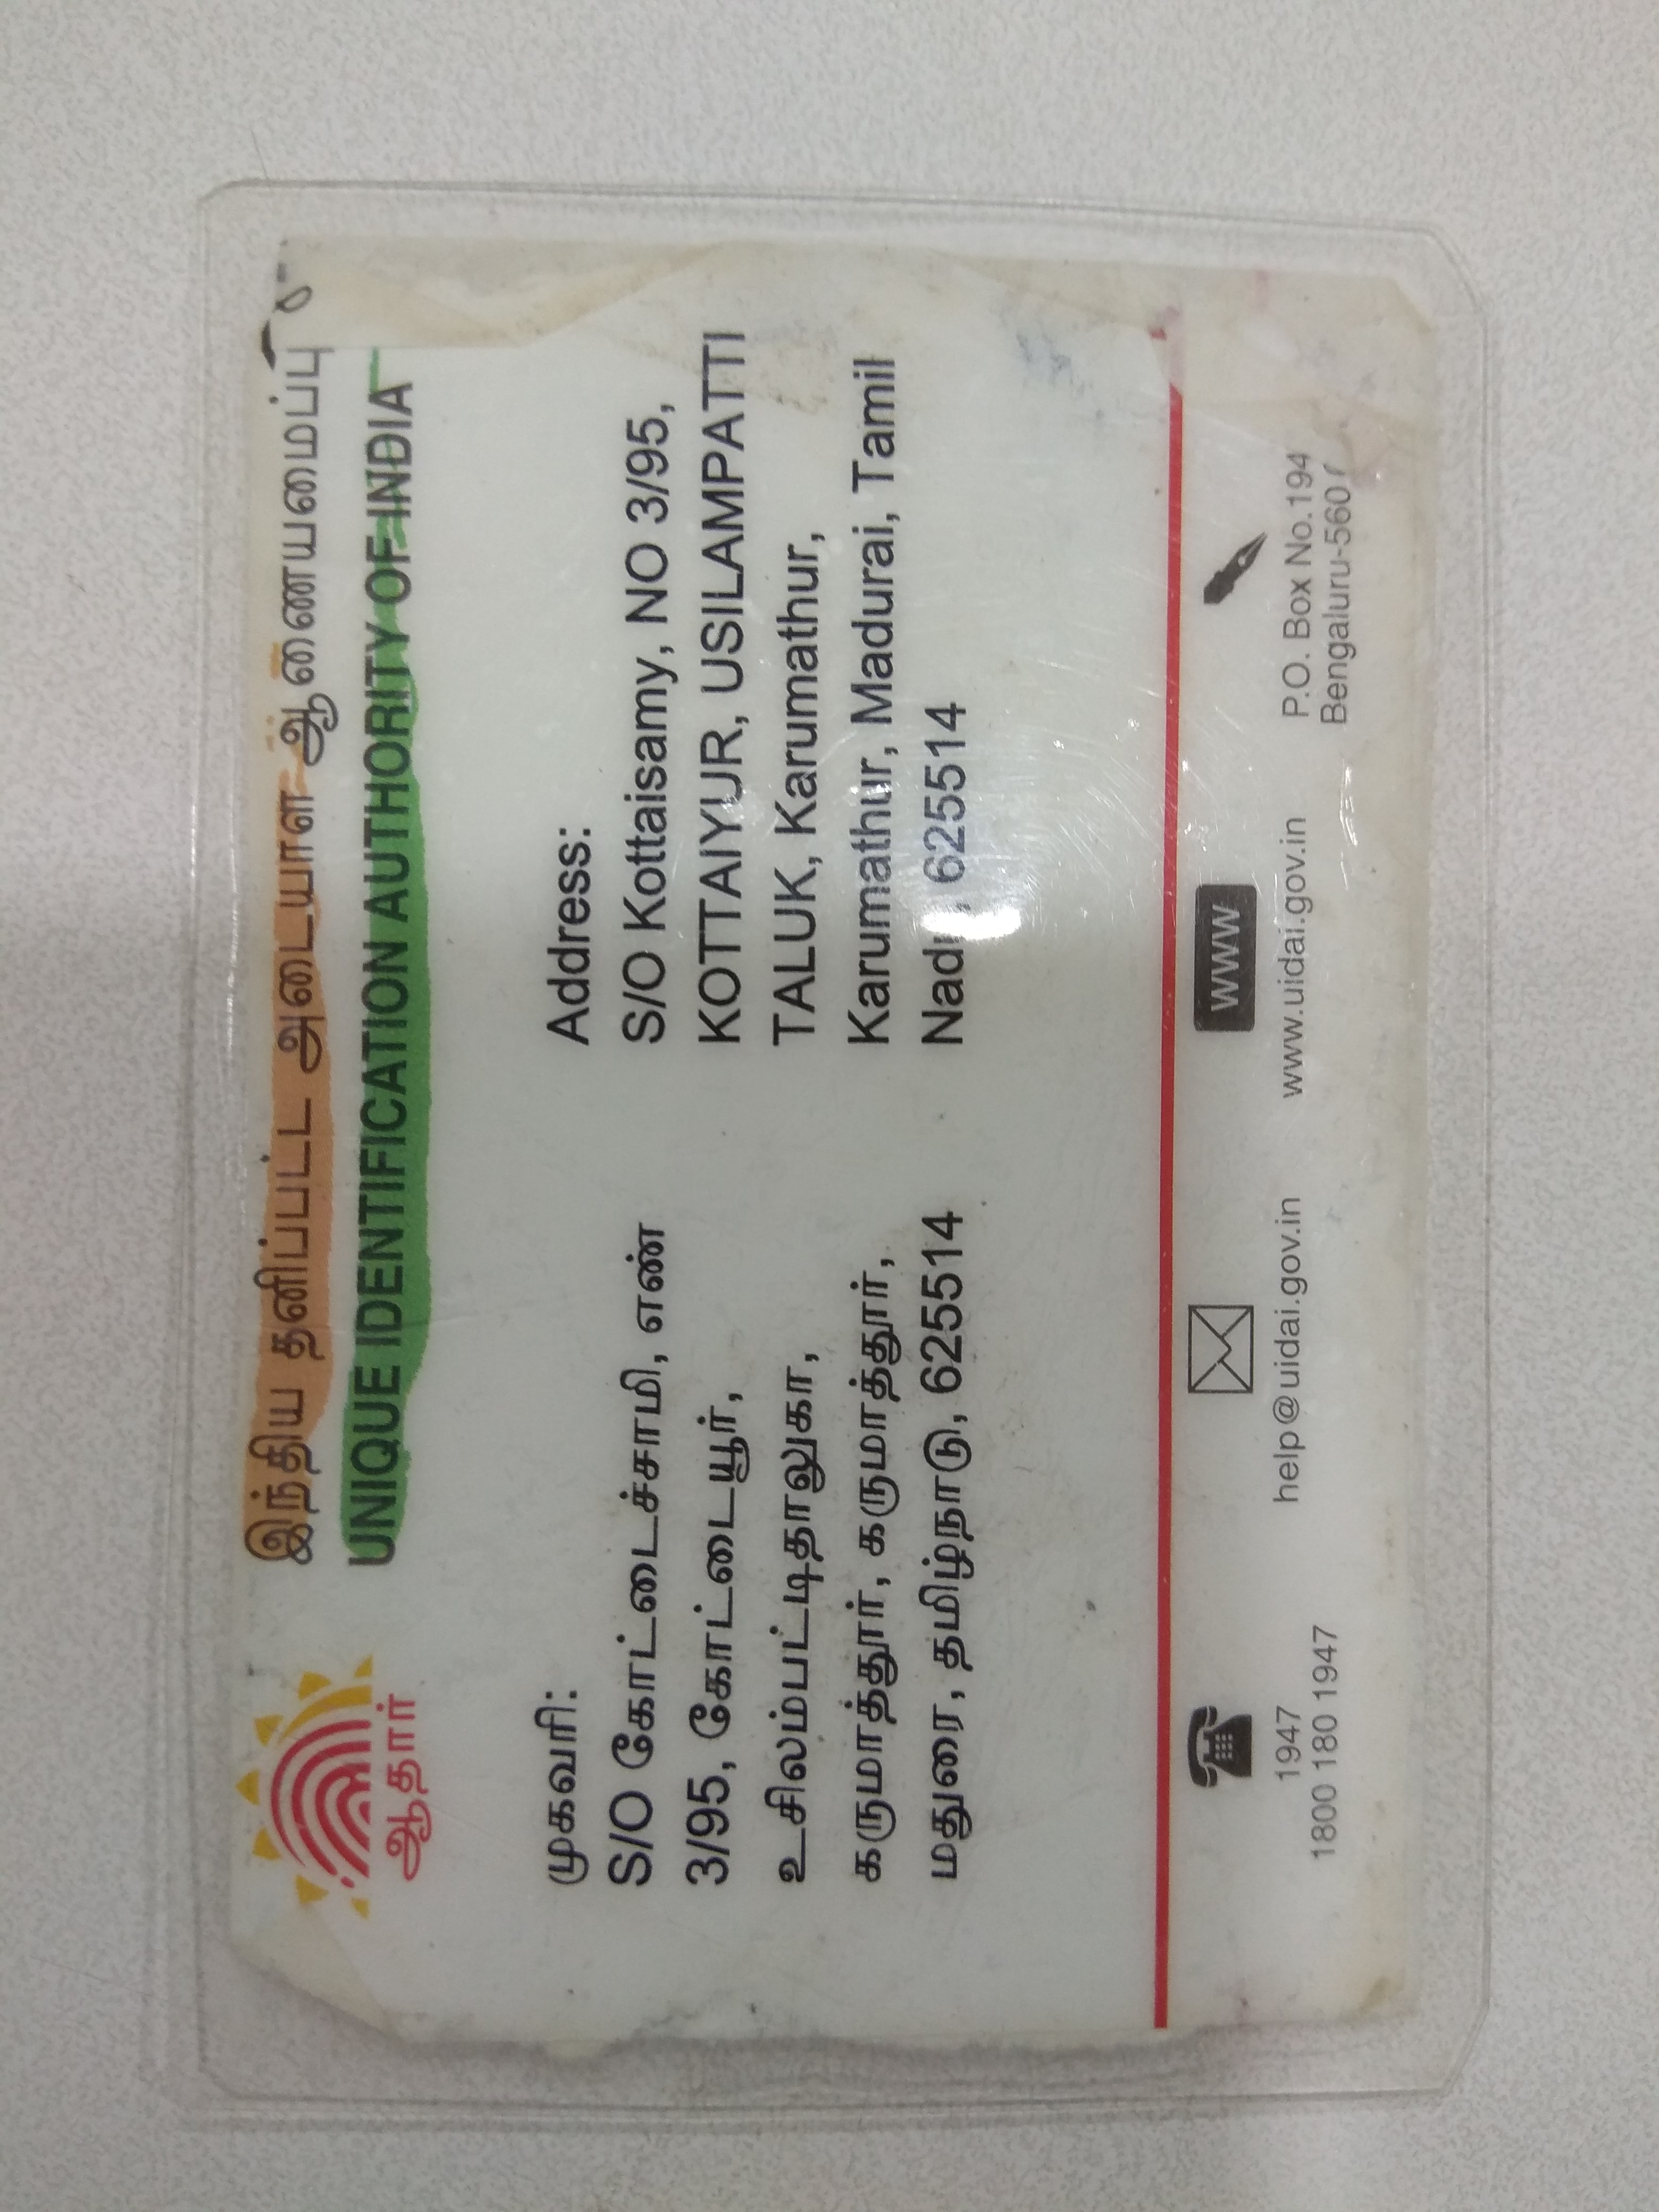 இந்திய தனிப்பட்ட அடையாள ஆணையமைப்பு
UNIQUE IDENTIFICATION AUTHORITY OF INDIA
ஆதார்
முகவரி:
S/O கோட்டைச்சாமி, எண்
3/95, கோட்டையூர்,
உசிலம்பட்டிதாலுகா,
கருமாத்தூர், கருமாத்தூர்,
மதுரை, தமிழ்நாடு, 625514
Address:
S/O Kottaisamy, NO 3/95,
KOTTAIYUR, USILAMPATTI
TALUK, Karumathur,
Karumathur, Madurai, Tamil
625514
1947
1800 180 1947
help@uidai.gov.in
WWW
www.uidai.gov.in
P.O. Box No.194
Bengaluru-560